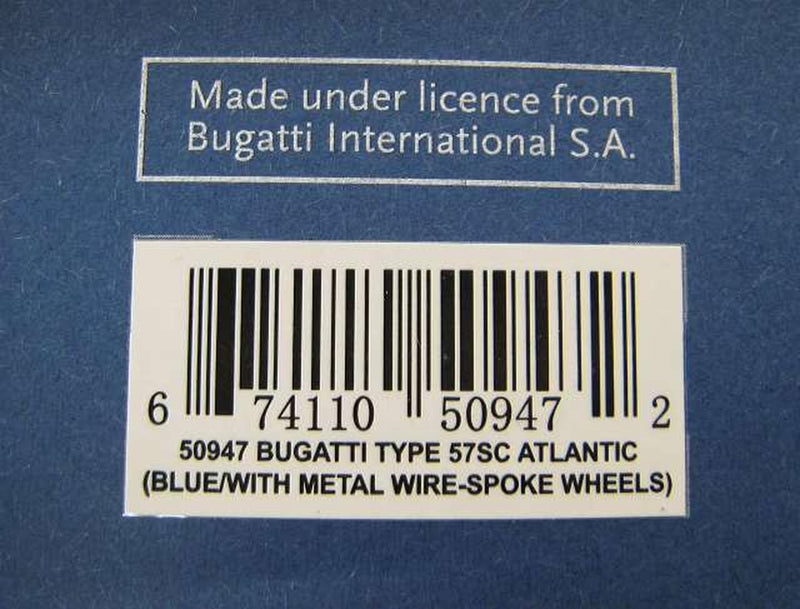 Made under licence from
Bugatti International S.A.
6 74110 50947 2
50947 BUGATTI TYPE 57SC ATLANTIC
(BLUE/WITH METAL WIRE-SPOKE WHEELS)